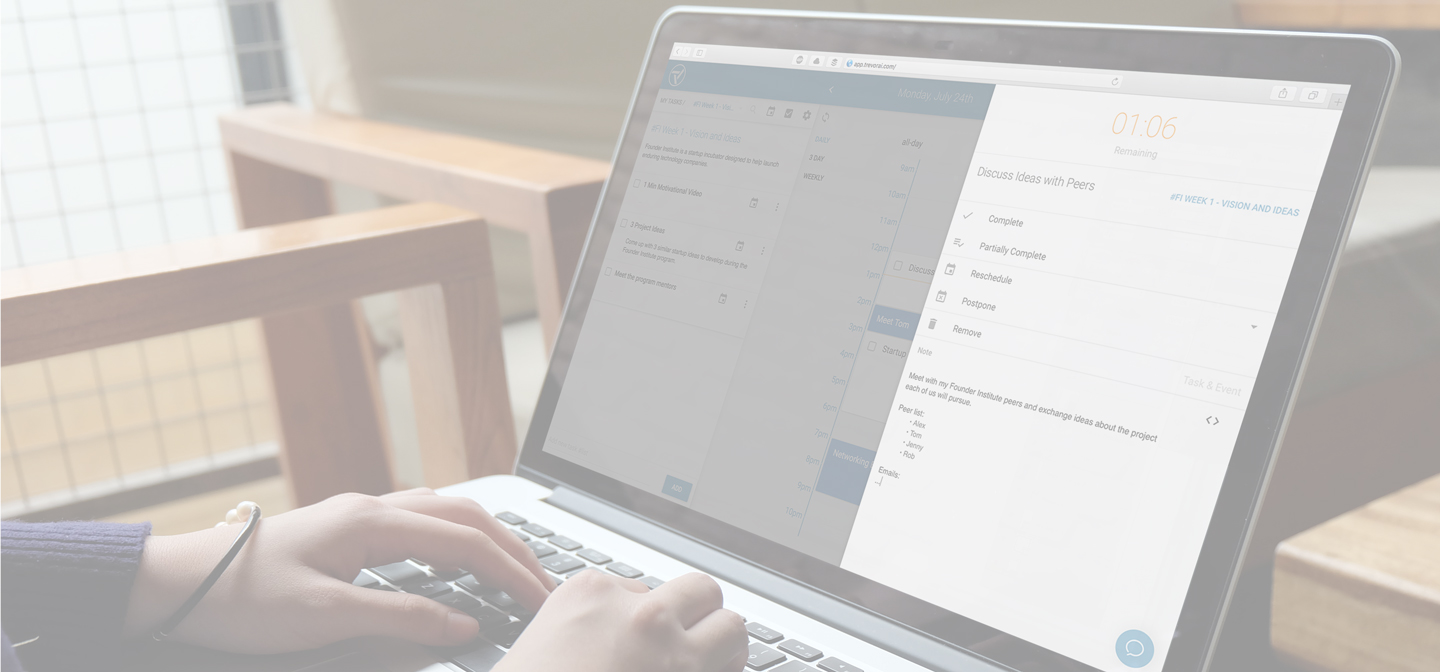 app.trevorai.com/
Monday, July 24th
MY TASKS
#FI Week 1 - Vision and Ideas
Founder Institute is a startup incubator designed to help launch
enduring technology companies.
1 Min Motivational Video
3 Project Ideas
Come up with 3 similar startup ideas to develop during the
Founder Institute program.
Meet the program mentors
ADD
DAILY
3 DAY
WEEKLY
all-day
9am
10am
11am
12pm
1pm
Discuss
2pm
Meet Tom
3pm
Startup
4pm
5pm
6pm
7pm
Networking
8pm
9pm
10pm
01:06
Remaining
Discuss Ideas with Peers
#FI WEEK 1 - VISION AND IDEAS
Complete
Partially Complete
Reschedule
Postpone
Remove
Note
Task & Event
Meet with my Founder Institute peers and exchange ideas about the project
each of us will pursue.
Peer list:
• Alex
• Tom
• Jenny
• Rob
Emails:
-